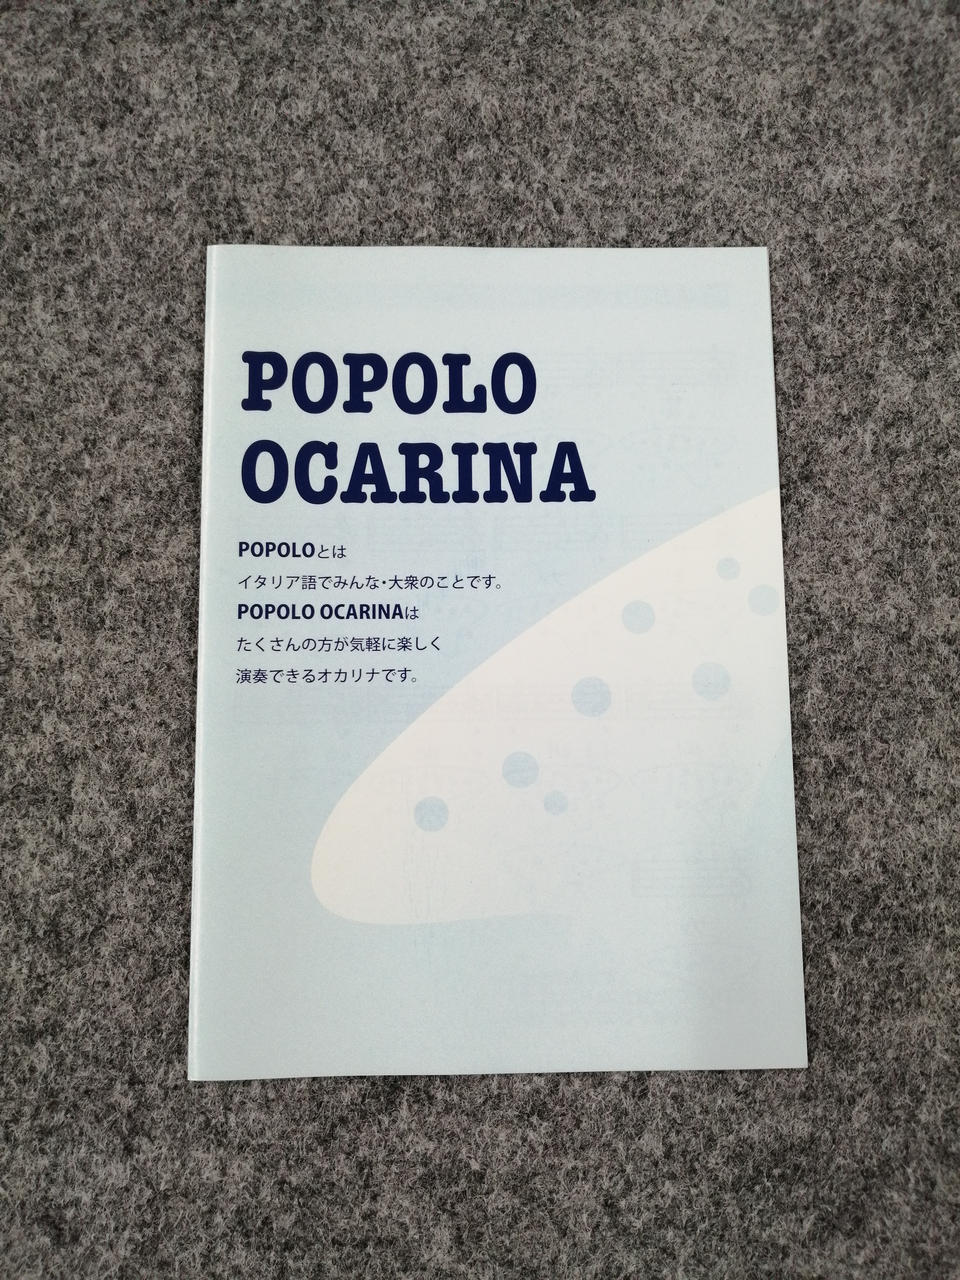 POPOLO
OCARINA
POPOLOとは
イタリア語でみんな・大衆のことです。
POPOLO OCARINAは
たくさんの方が気軽に楽しく
演奏できるオカリナです。